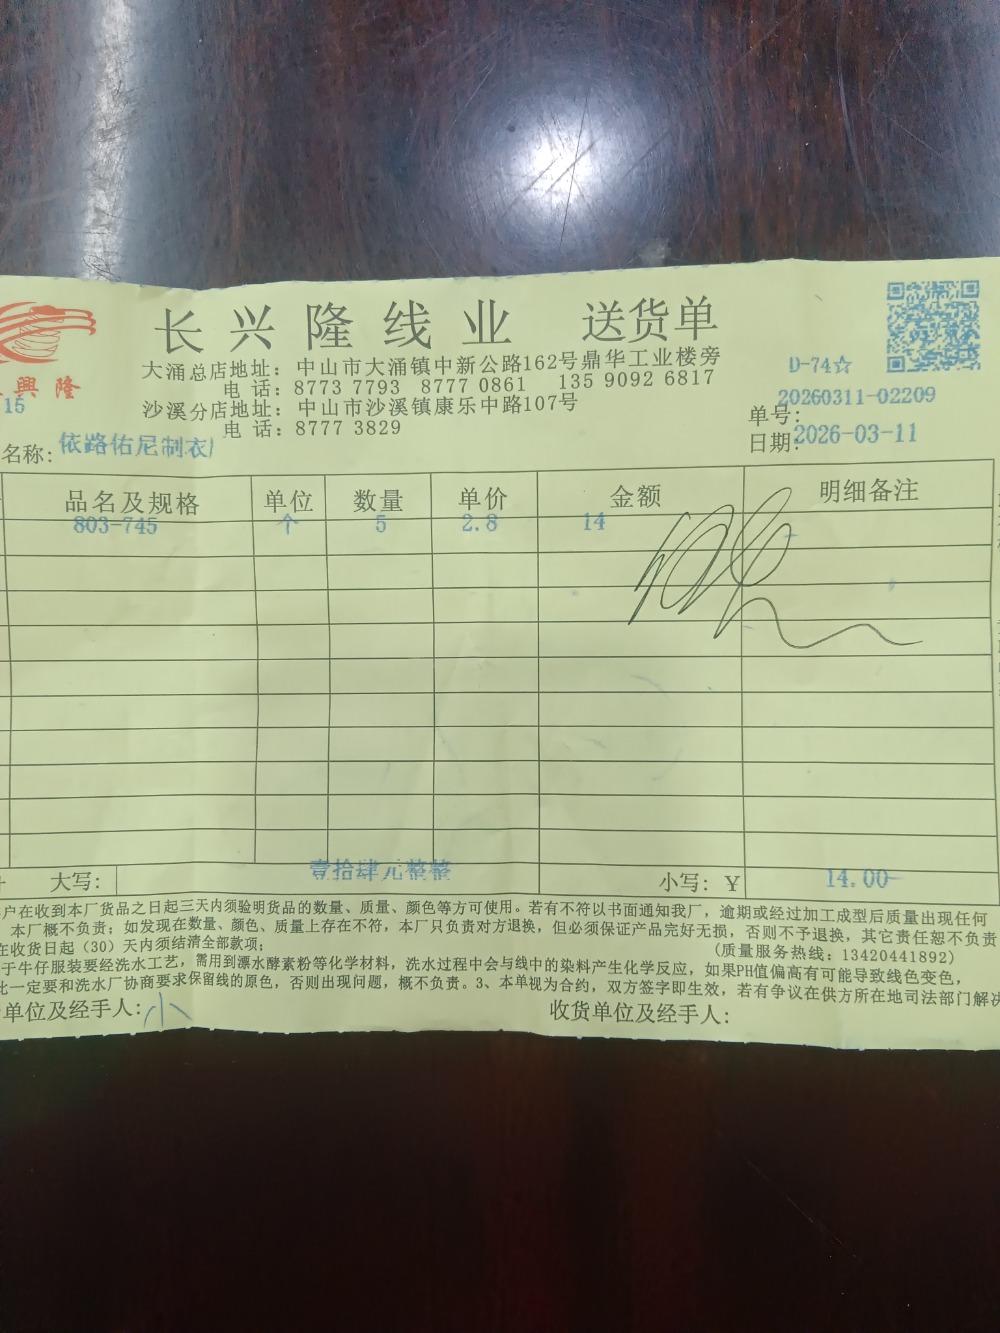 长兴隆线业 送货单
興隆
大涌总店地址：中山市大涌镇中新公路162号鼎华工业楼旁
电 话：8773 7793 8777 0861 135 9092 6817
沙溪分店地址：中山市沙溪镇康乐中路107号
电 话：8777 3829
D-74☆
15
单号：20260311-02209
日期：2026-03-11
名称：依路佑尼制衣厂
品名及规格 单位 数量 单价 金额 明细备注
803-745 个 5 2.8 14
大写： 壹拾肆元整整 小写：￥ 14.00
户在收到本厂货品之日起三天内须验明货品的数量、质量、颜色等方可使用。若有不符以书面通知我厂，逾期或经过加工成型后质量出现任何
本厂概不负责；如发现在数量、颜色、质量上存在不符，本厂只负责对方退换，但必须保证产品完好无损，否则不予退换，其它责任恕不负责
在收货日起（30）天内须结清全部款项； （质量服务热线：13420441892）
于牛仔服装要经洗水工艺，需用到漂水酵素粉等化学材料，洗水过程中会与线中的染料产生化学反应，如果PH值偏高有可能导致线色变色，
此一定要和洗水厂协商要求保留线的原色，否则出现问题，概不负责。3、本单视为合约，双方签字即生效，若有争议在供方所在地司法部门解决
单位及经手人：小 收货单位及经手人：